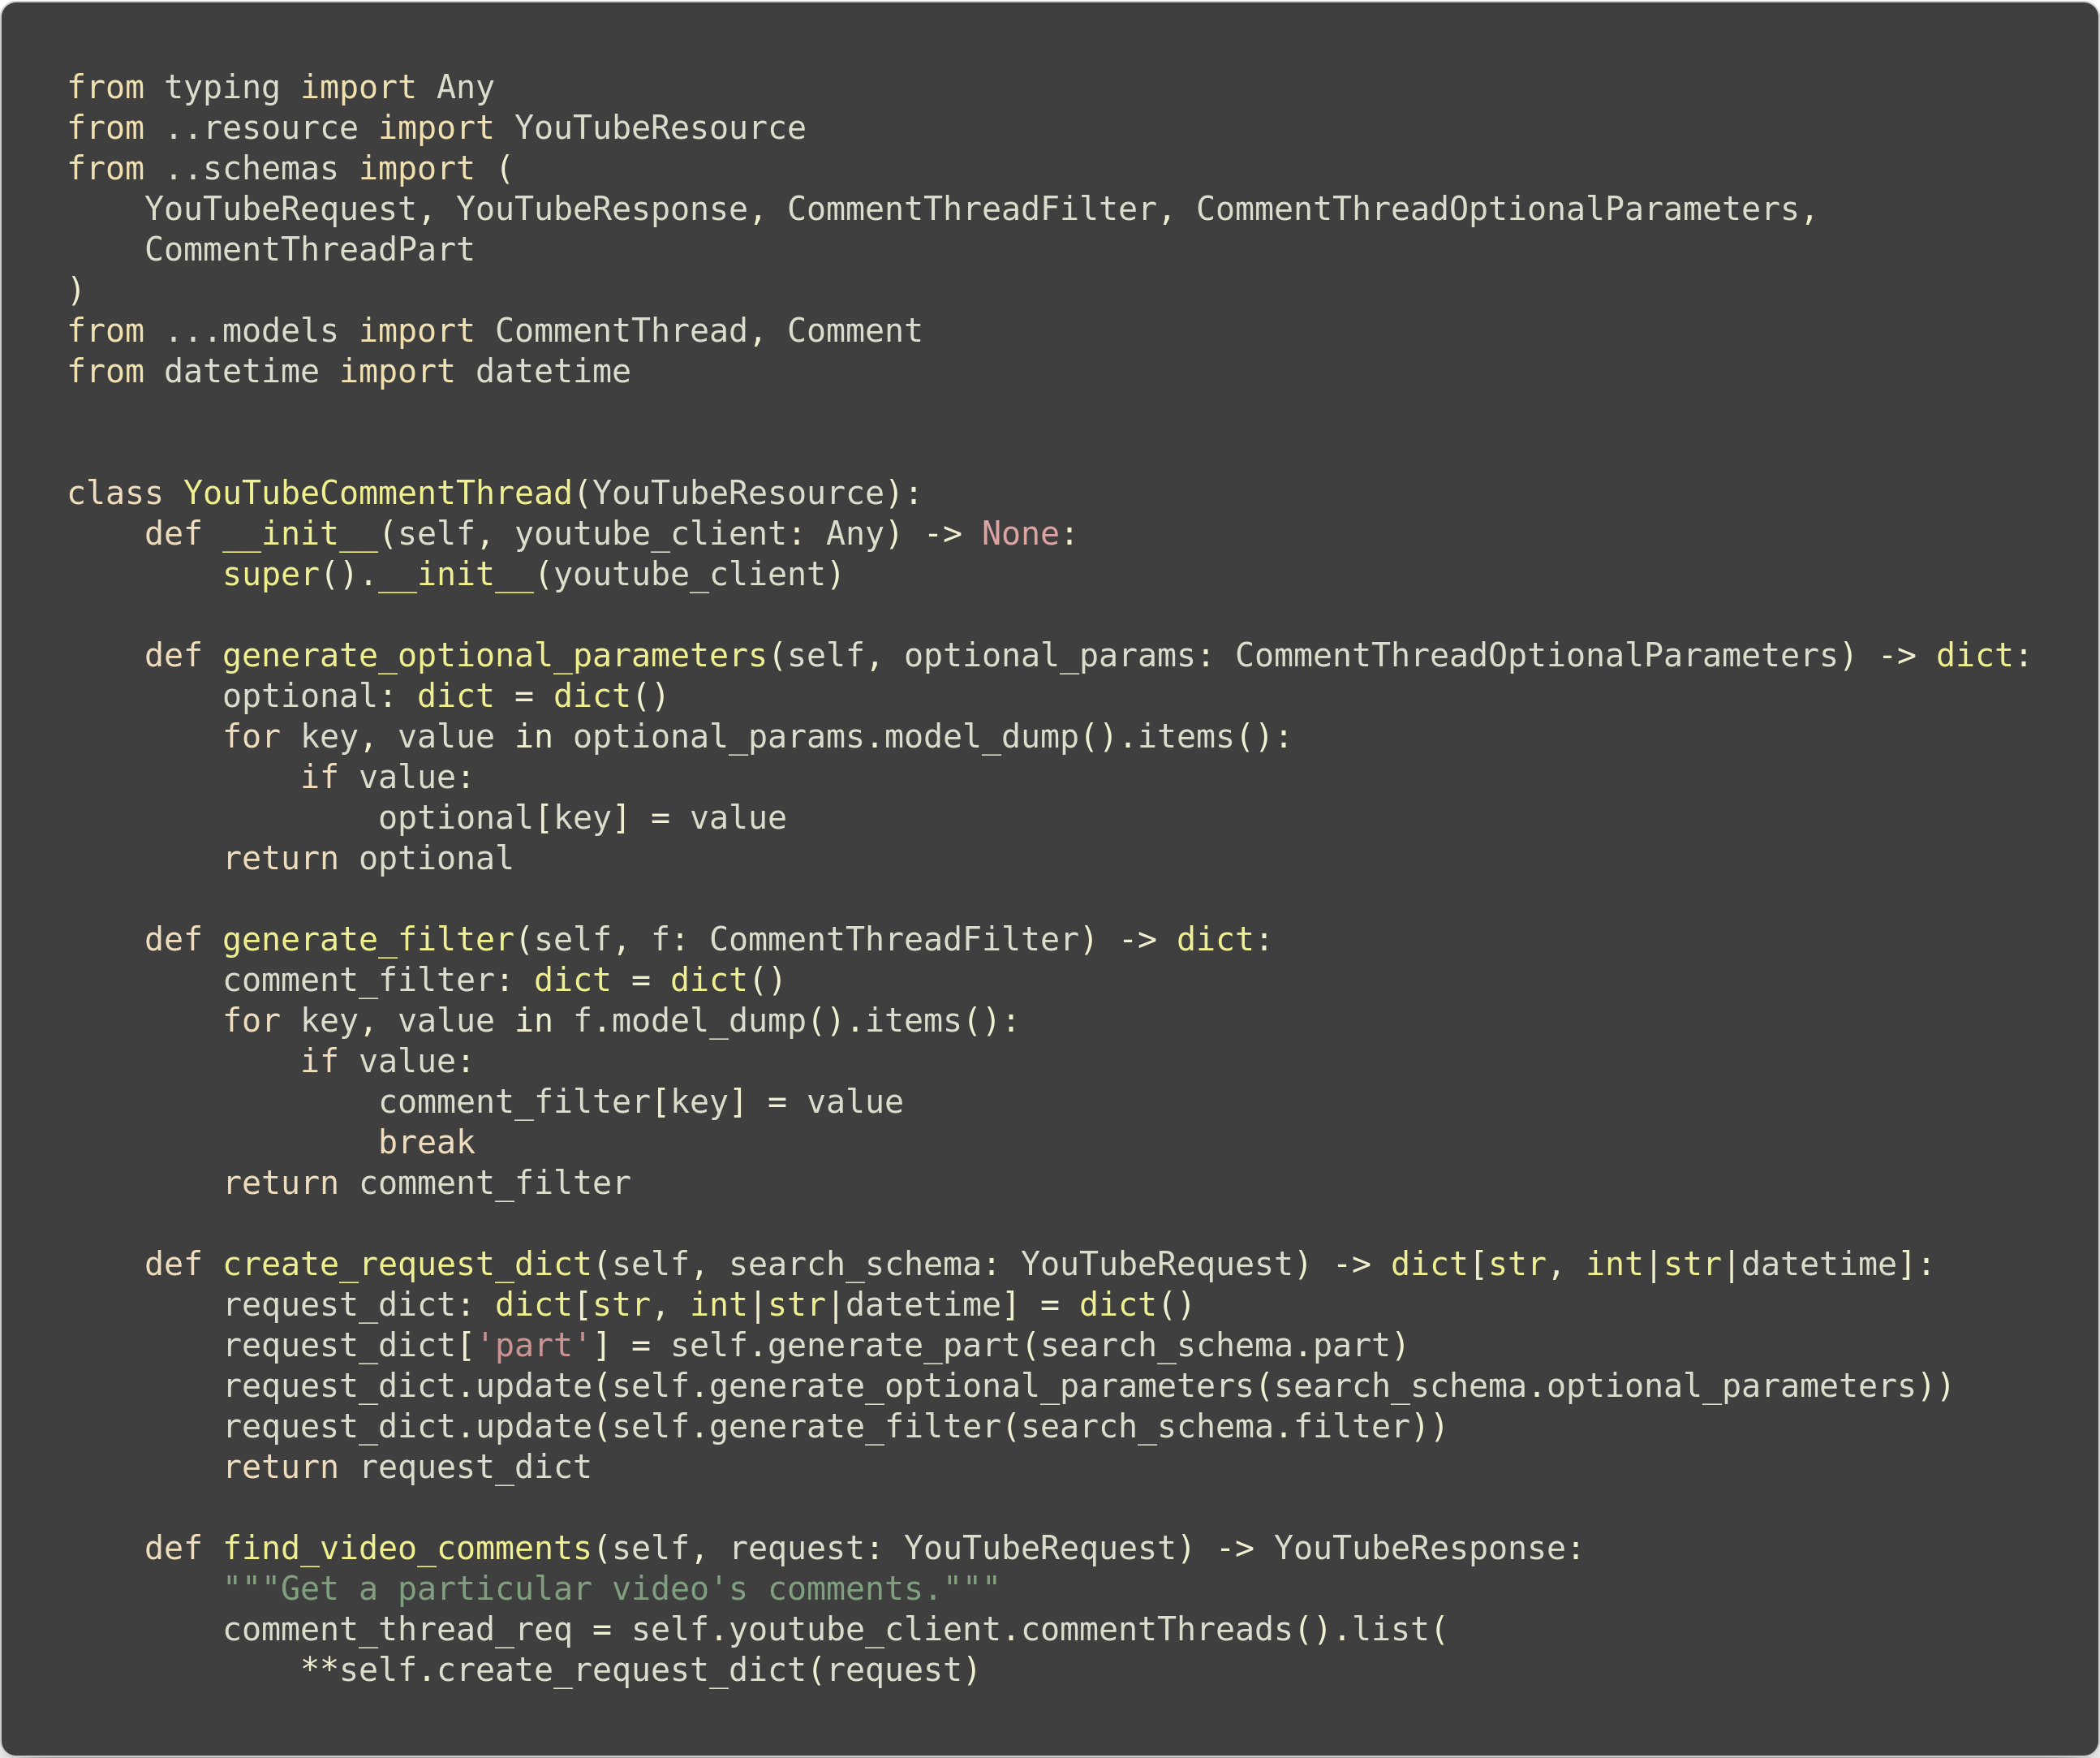 from typing import Any
from ..resource import YouTubeResource
from ..schemas import (
    YouTubeRequest, YouTubeResponse, CommentThreadFilter, CommentThreadOptionalParameters,
    CommentThreadPart
)
from ...models import CommentThread, Comment
from datetime import datetime


class YouTubeCommentThread(YouTubeResource):
    def __init__(self, youtube_client: Any) -> None:
        super().__init__(youtube_client)

    def generate_optional_parameters(self, optional_params: CommentThreadOptionalParameters) -> dict:
        optional: dict = dict()
        for key, value in optional_params.model_dump().items():
            if value:
                optional[key] = value
        return optional

    def generate_filter(self, f: CommentThreadFilter) -> dict:
        comment_filter: dict = dict()
        for key, value in f.model_dump().items():
            if value:
                comment_filter[key] = value
                break
        return comment_filter

    def create_request_dict(self, search_schema: YouTubeRequest) -> dict[str, int|str|datetime]:
        request_dict: dict[str, int|str|datetime] = dict()
        request_dict['part'] = self.generate_part(search_schema.part)
        request_dict.update(self.generate_optional_parameters(search_schema.optional_parameters))
        request_dict.update(self.generate_filter(search_schema.filter))
        return request_dict

    def find_video_comments(self, request: YouTubeRequest) -> YouTubeResponse:
        """Get a particular video's comments."""
        comment_thread_req = self.youtube_client.commentThreads().list(
            **self.create_request_dict(request)